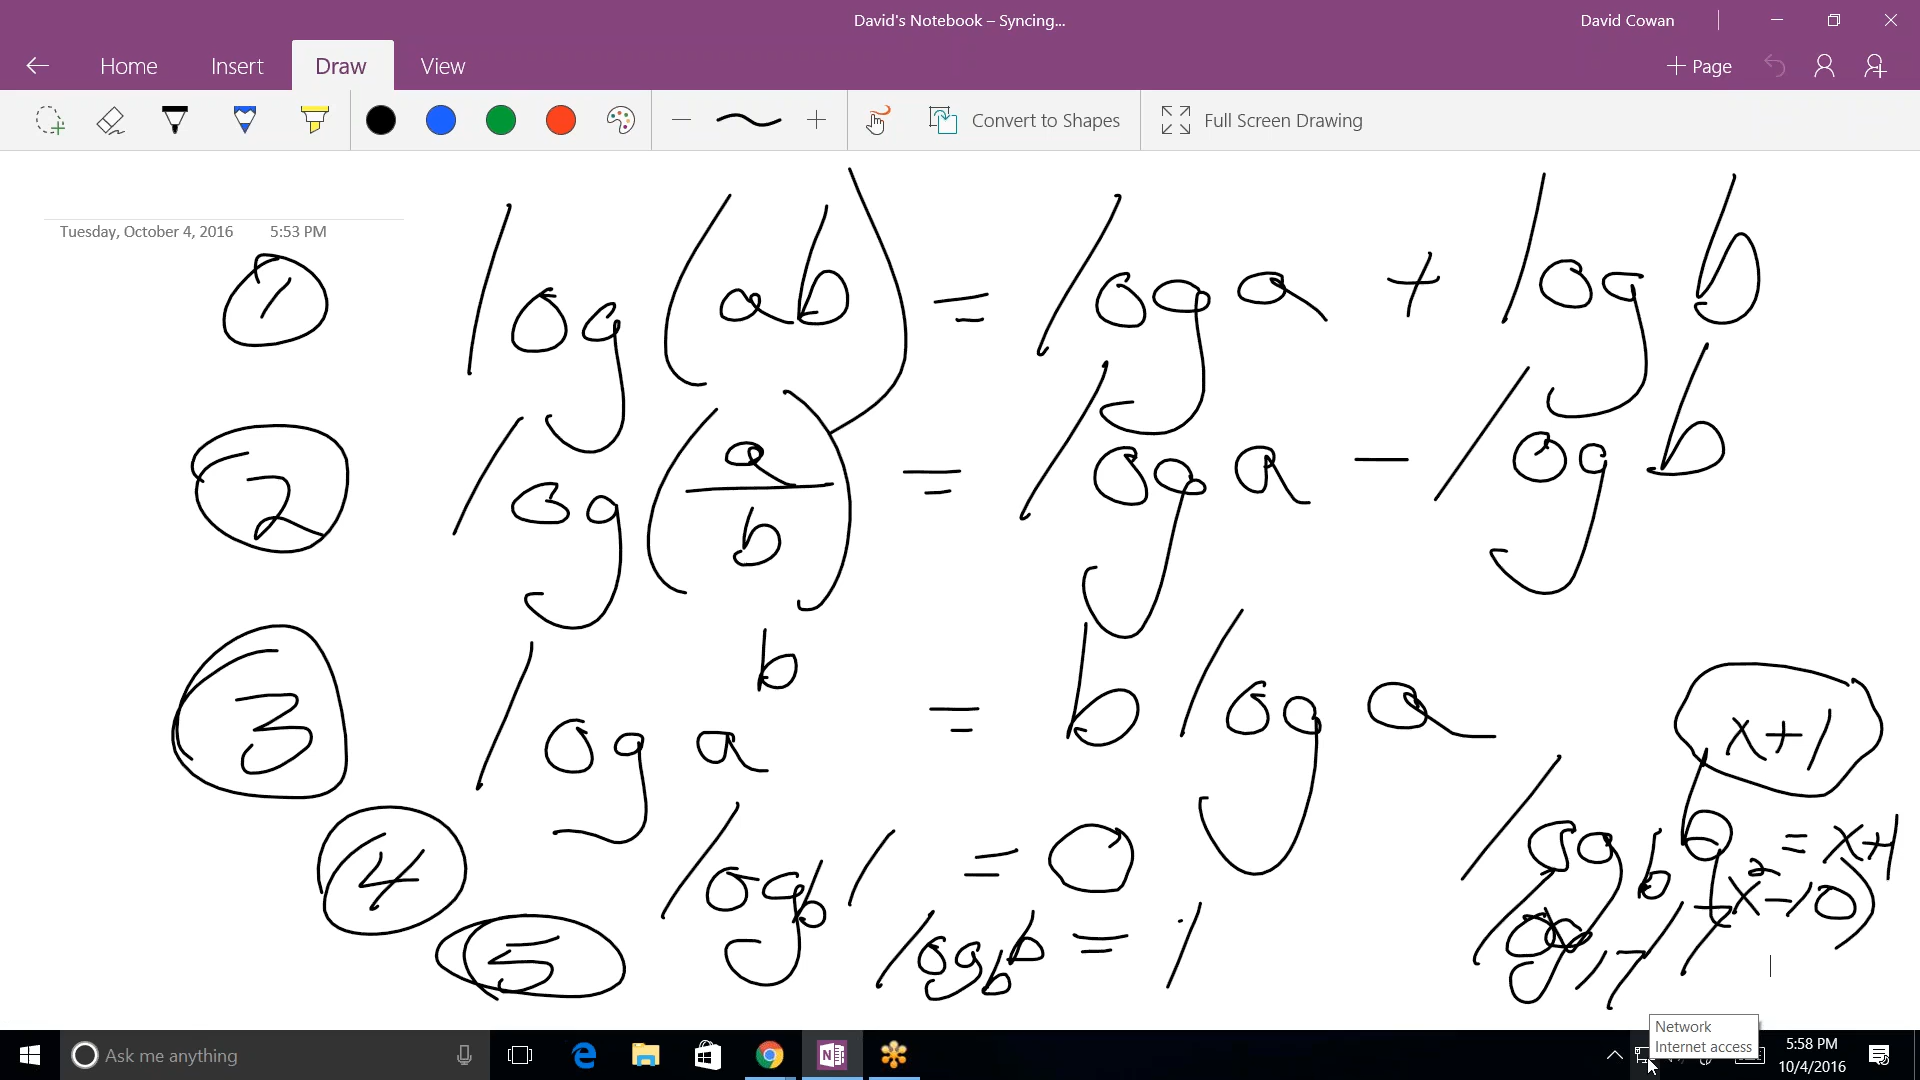 David's Notebook – Syncing...
David Cowan
Home Insert Draw View
Page
Convert to Shapes
Full Screen Drawing
Tuesday, October 4, 2016 5:53 PM
① log (ab) = log a + log b
② log (a/b) = log a − log b
③ log a^b = b log a
x+1
④ log_b 1 = 0
= x+1
⑤ log_b b = 1
Network
Internet access
Ask me anything
5:58 PM
10/4/2016